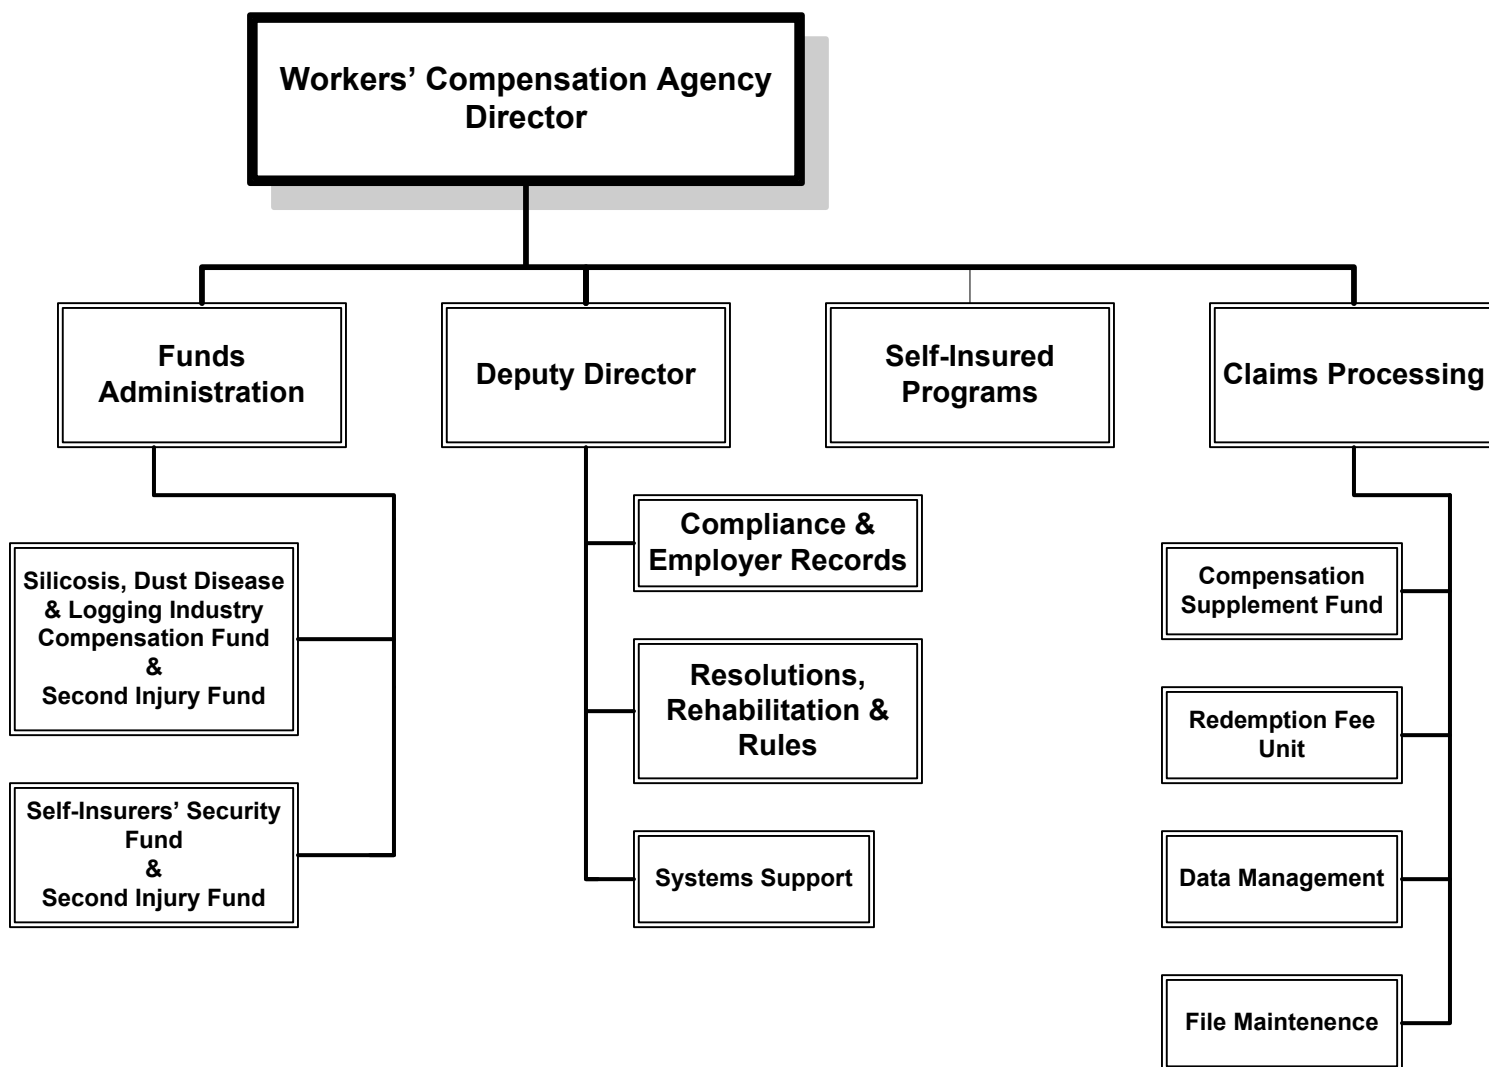 Workers’ Compensation Agency
Director
Funds
Administration
Deputy Director
Self-Insured
Programs
Claims Processing
Silicosis, Dust Disease
& Logging Industry
Compensation Fund
&
Second Injury Fund
Self-Insurers’ Security
Fund
&
Second Injury Fund
Compliance &
Employer Records
Resolutions,
Rehabilitation &
Rules
Systems Support
Compensation
Supplement Fund
Redemption Fee
Unit
Data Management
File Maintenence